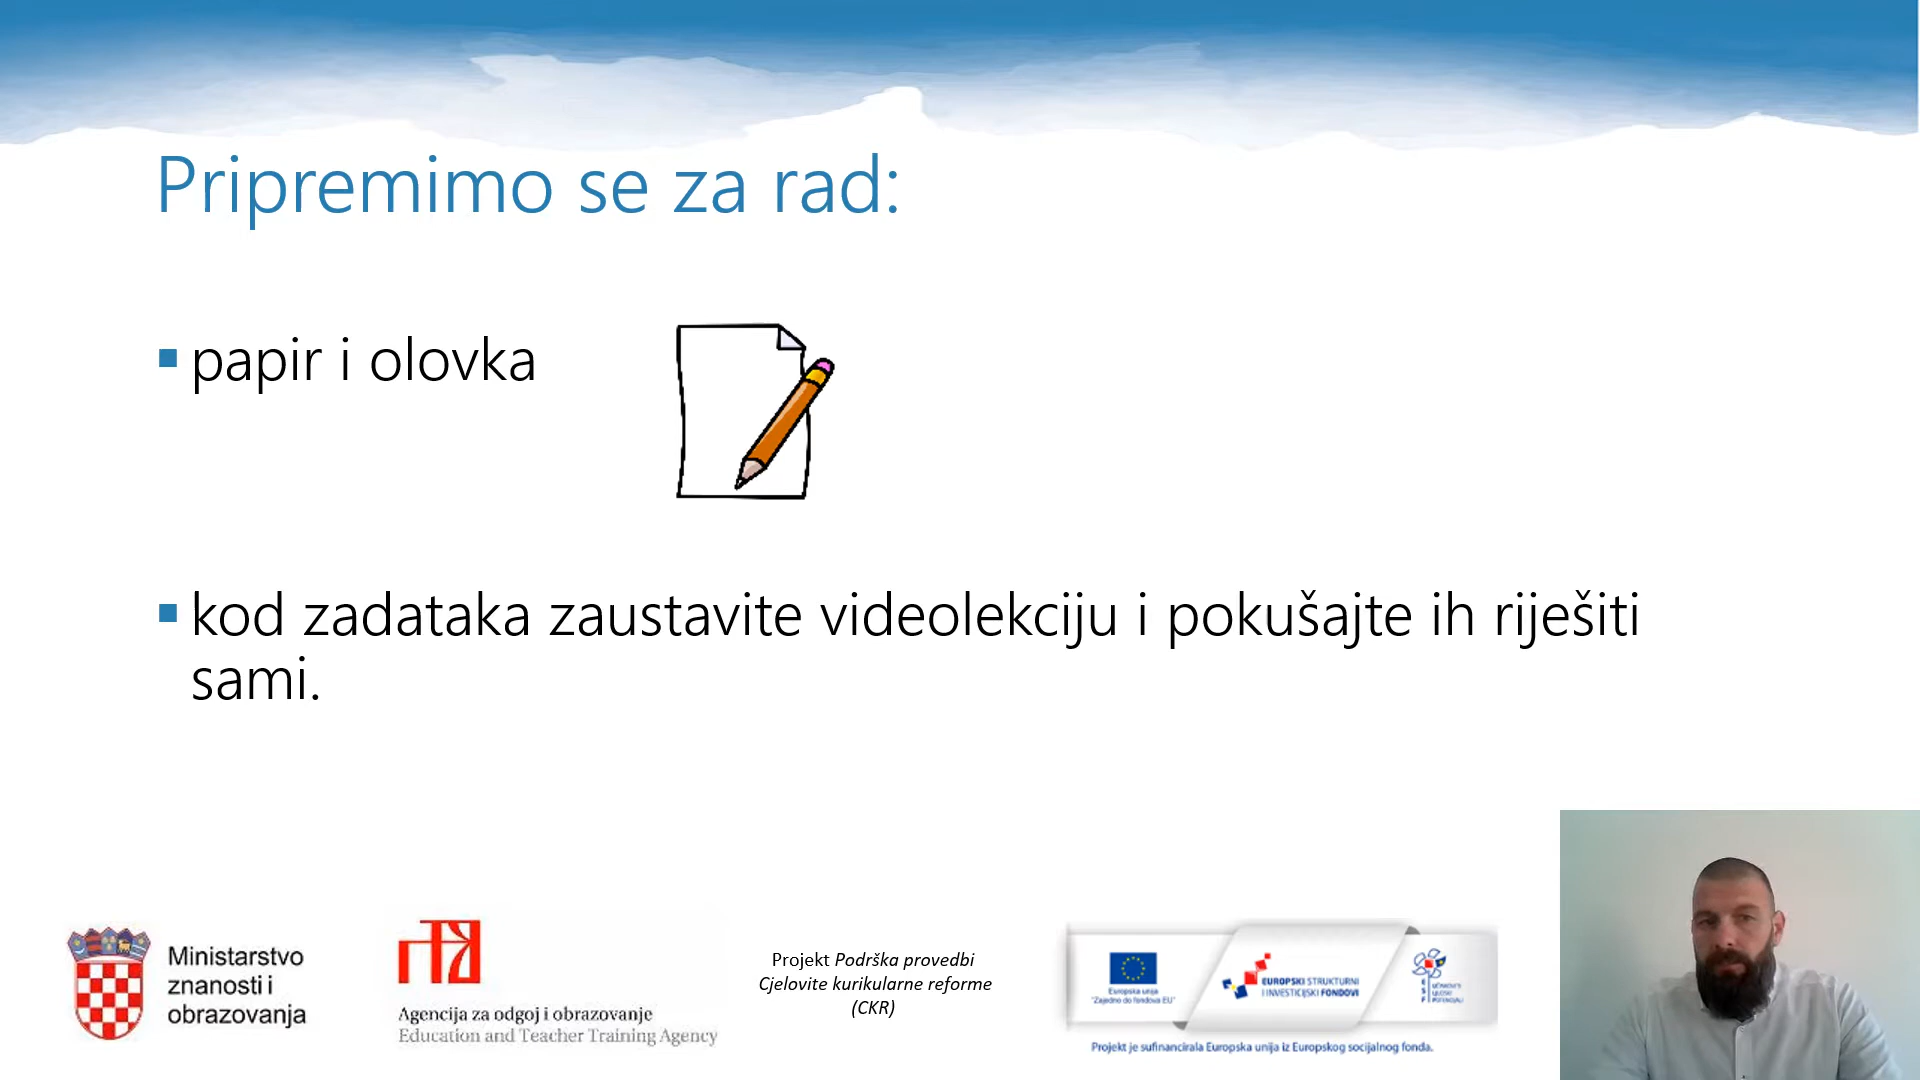 Pripremimo se za rad:
papir i olovka
kod zadataka zaustavite videolekciju i pokušajte ih riješiti
sami.
Ministarstvo
znanosti i
obrazovanja
Agencija za odgoj i obrazovanje
Education and Teacher Training Agency
Projekt Podrška provedbi
Cjelovite kurikularne reforme
(CKR)
Europska unija
"Zajedno do fondova EU"
EUROPSKI STRUKTURNI
I INVESTICIJSKI FONDOVI
Projekt je sufinancirala Europska unija iz Europskog socijalnog fonda.